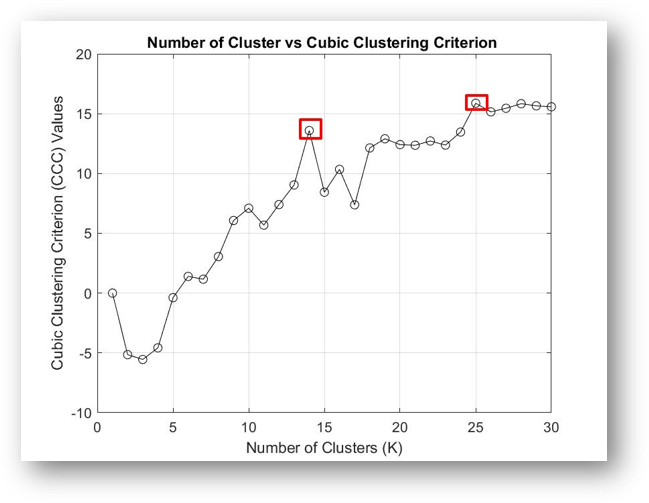 Number of Cluster vs Cubic Clustering Criterion
20
15
10
5
0
-5
-10
Cubic Clustering Criterion (CCC) Values
0 5 10 15 20 25 30
Number of Clusters (K)